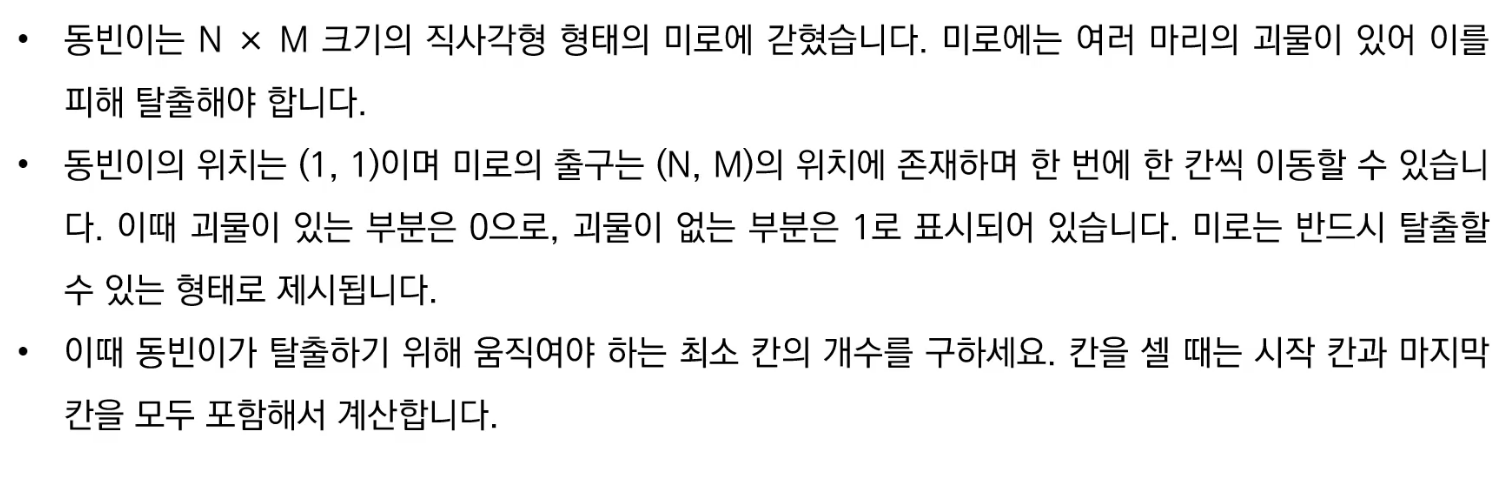 • 동빈이는 N × M 크기의 직사각형 형태의 미로에 갇혔습니다. 미로에는 여러 마리의 괴물이 있어 이를
피해 탈출해야 합니다.
• 동빈이의 위치는 (1, 1)이며 미로의 출구는 (N, M)의 위치에 존재하며 한 번에 한 칸씩 이동할 수 있습니
다. 이때 괴물이 있는 부분은 0으로, 괴물이 없는 부분은 1로 표시되어 있습니다. 미로는 반드시 탈출할
수 있는 형태로 제시됩니다.
• 이때 동빈이가 탈출하기 위해 움직여야 하는 최소 칸의 개수를 구하세요. 칸을 셀 때는 시작 칸과 마지막
칸을 모두 포함해서 계산합니다.